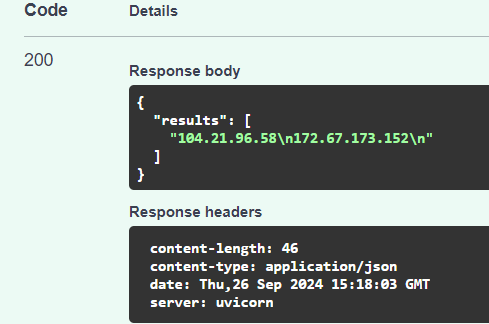 Code Details
200
Response body
{
"results": [
"104.21.96.58\n172.67.173.152\n"
]
}
Response headers
content-length: 46
content-type: application/json
date: Thu,26 Sep 2024 15:18:03 GMT
server: uvicorn